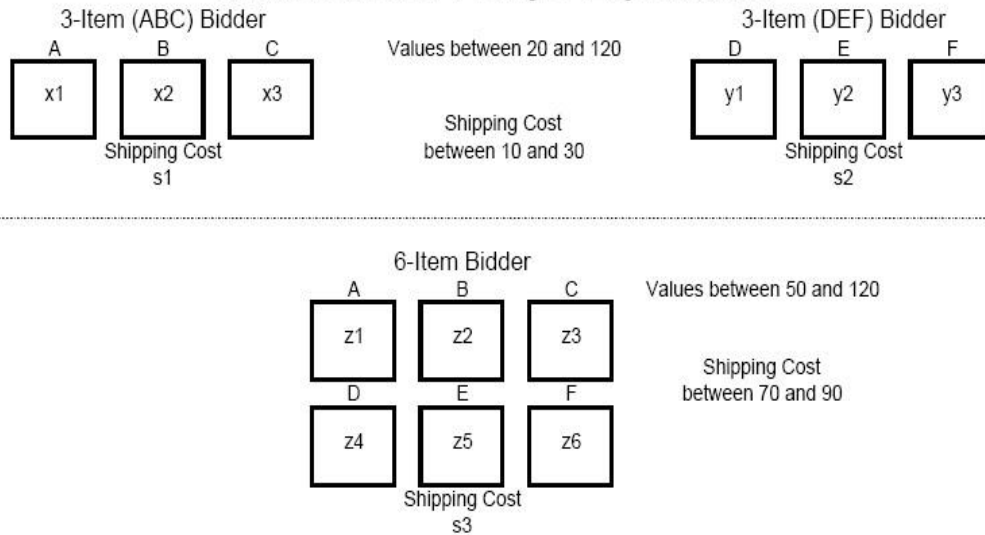 3-Item (ABC) Bidder
A B C
x1 x2 x3
Shipping Cost
s1
Values between 20 and 120
Shipping Cost
between 10 and 30
3-Item (DEF) Bidder
D E F
y1 y2 y3
Shipping Cost
s2
6-Item Bidder
A B C
z1 z2 z3
D E F
z4 z5 z6
Shipping Cost
s3
Values between 50 and 120
Shipping Cost
between 70 and 90